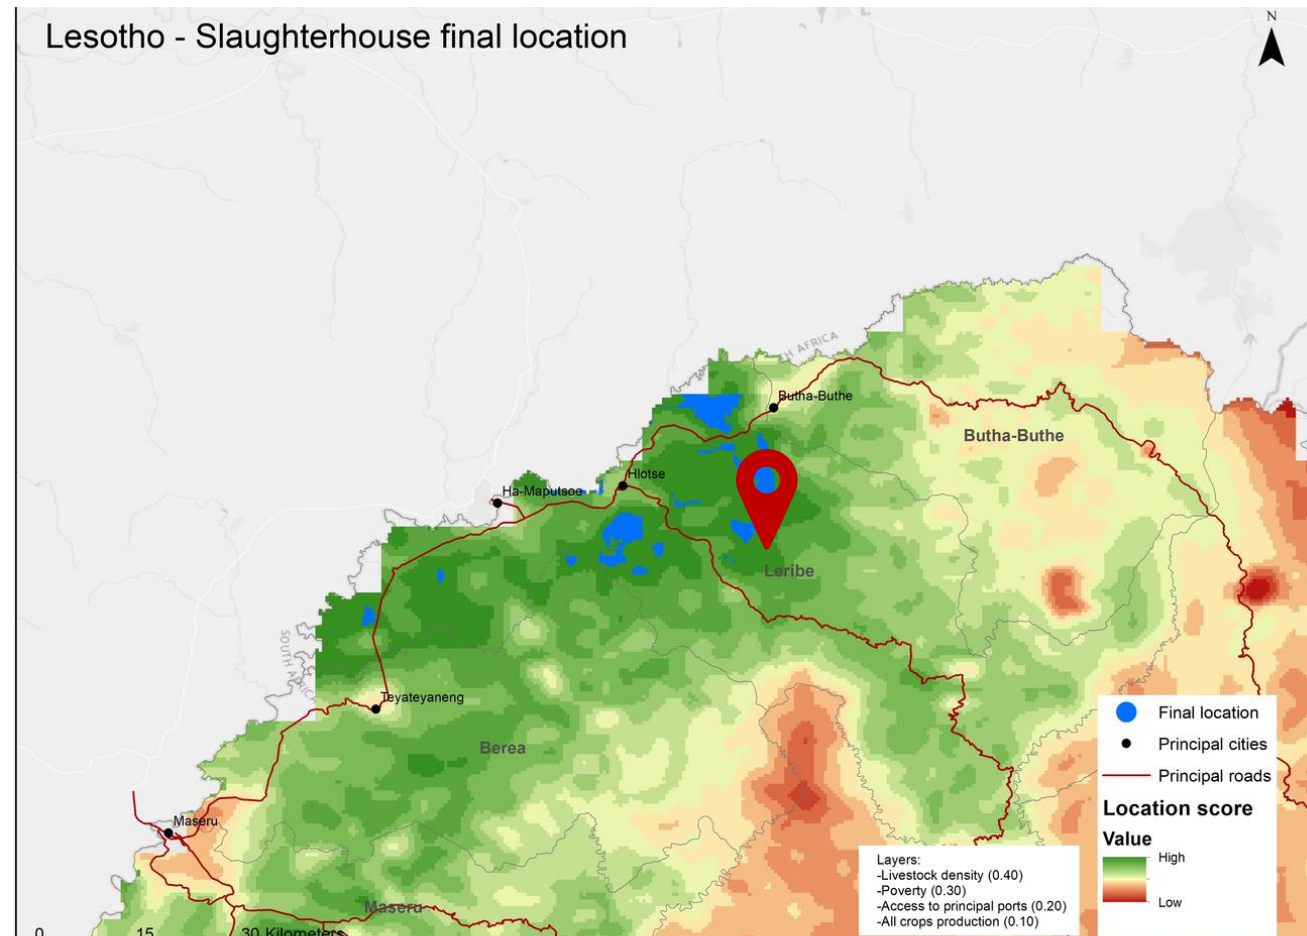 Lesotho - Slaughterhouse final location
N
H AFRICA
Butha-Buthe
Butha-Buthe
Hlotse
Ha-Maputsoe
Leribe
SOUTH AFRICA
Teyateyaneng
Berea
Maseru
Maseru
Final location
Principal cities
Principal roads
Location score
Value
High
Low
Layers:
-Livestock density (0.40)
-Poverty (0.30)
-Access to principal ports (0.20)
-All crops production (0.10)
0 15 30 Kilometers